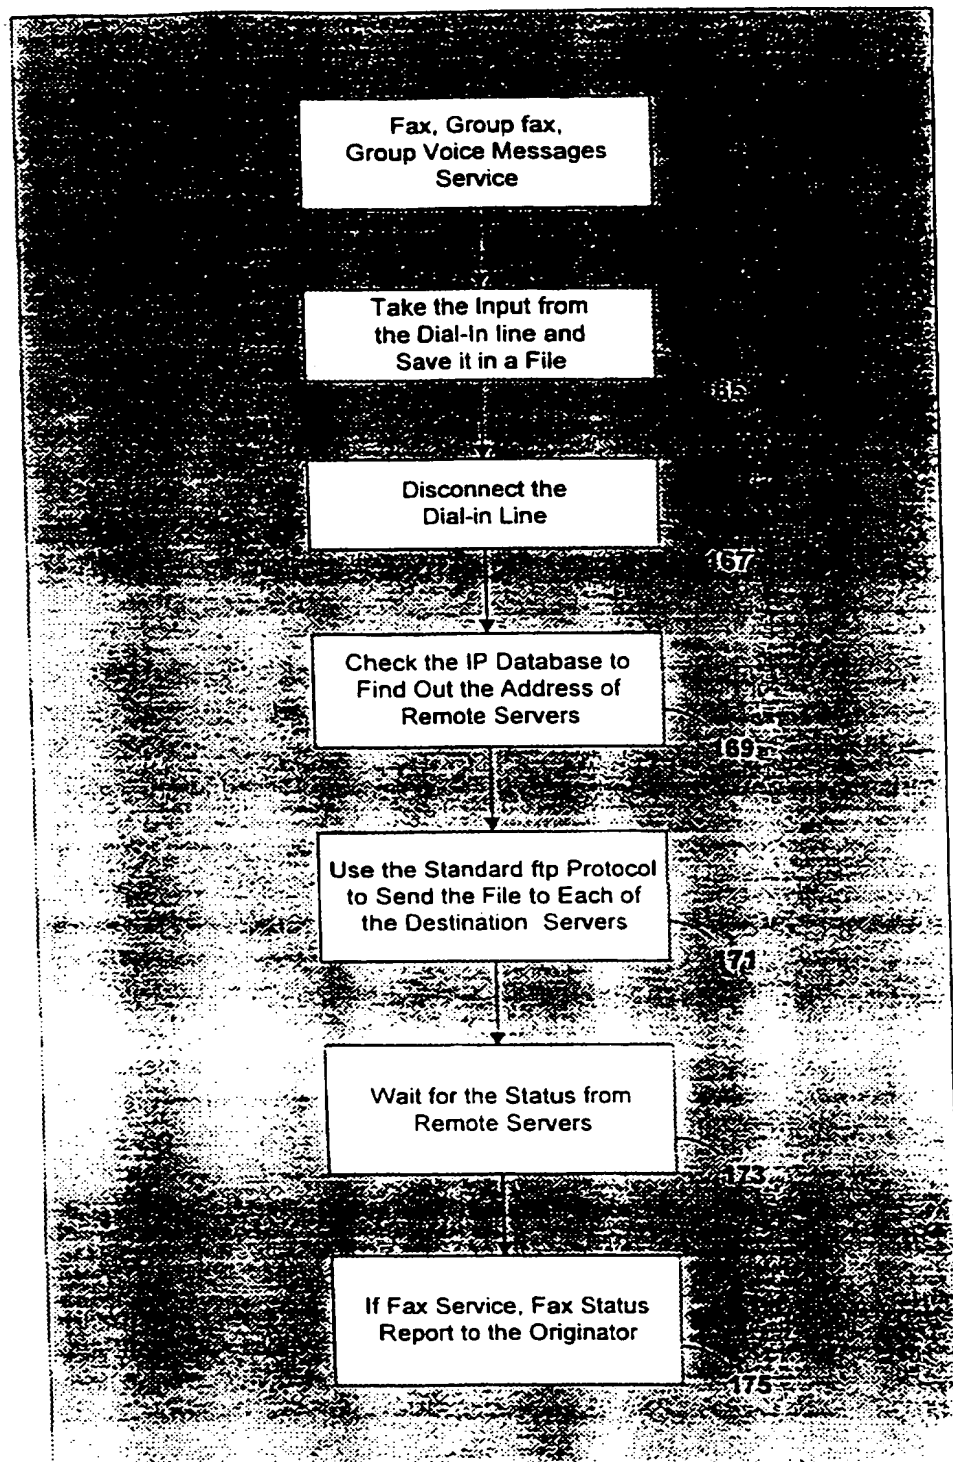 Fax, Group fax,
Group Voice Messages
Service
Take the Input from
the Dial-In line and
Save it in a File
165
Disconnect the
Dial-in Line
167
Check the IP Database to
Find Out the Address of
Remote Servers
169
Use the Standard ftp Protocol
to Send the File to Each of
the Destination Servers
171
Wait for the Status from
Remote Servers
173
If Fax Service, Fax Status
Report to the Originator
175